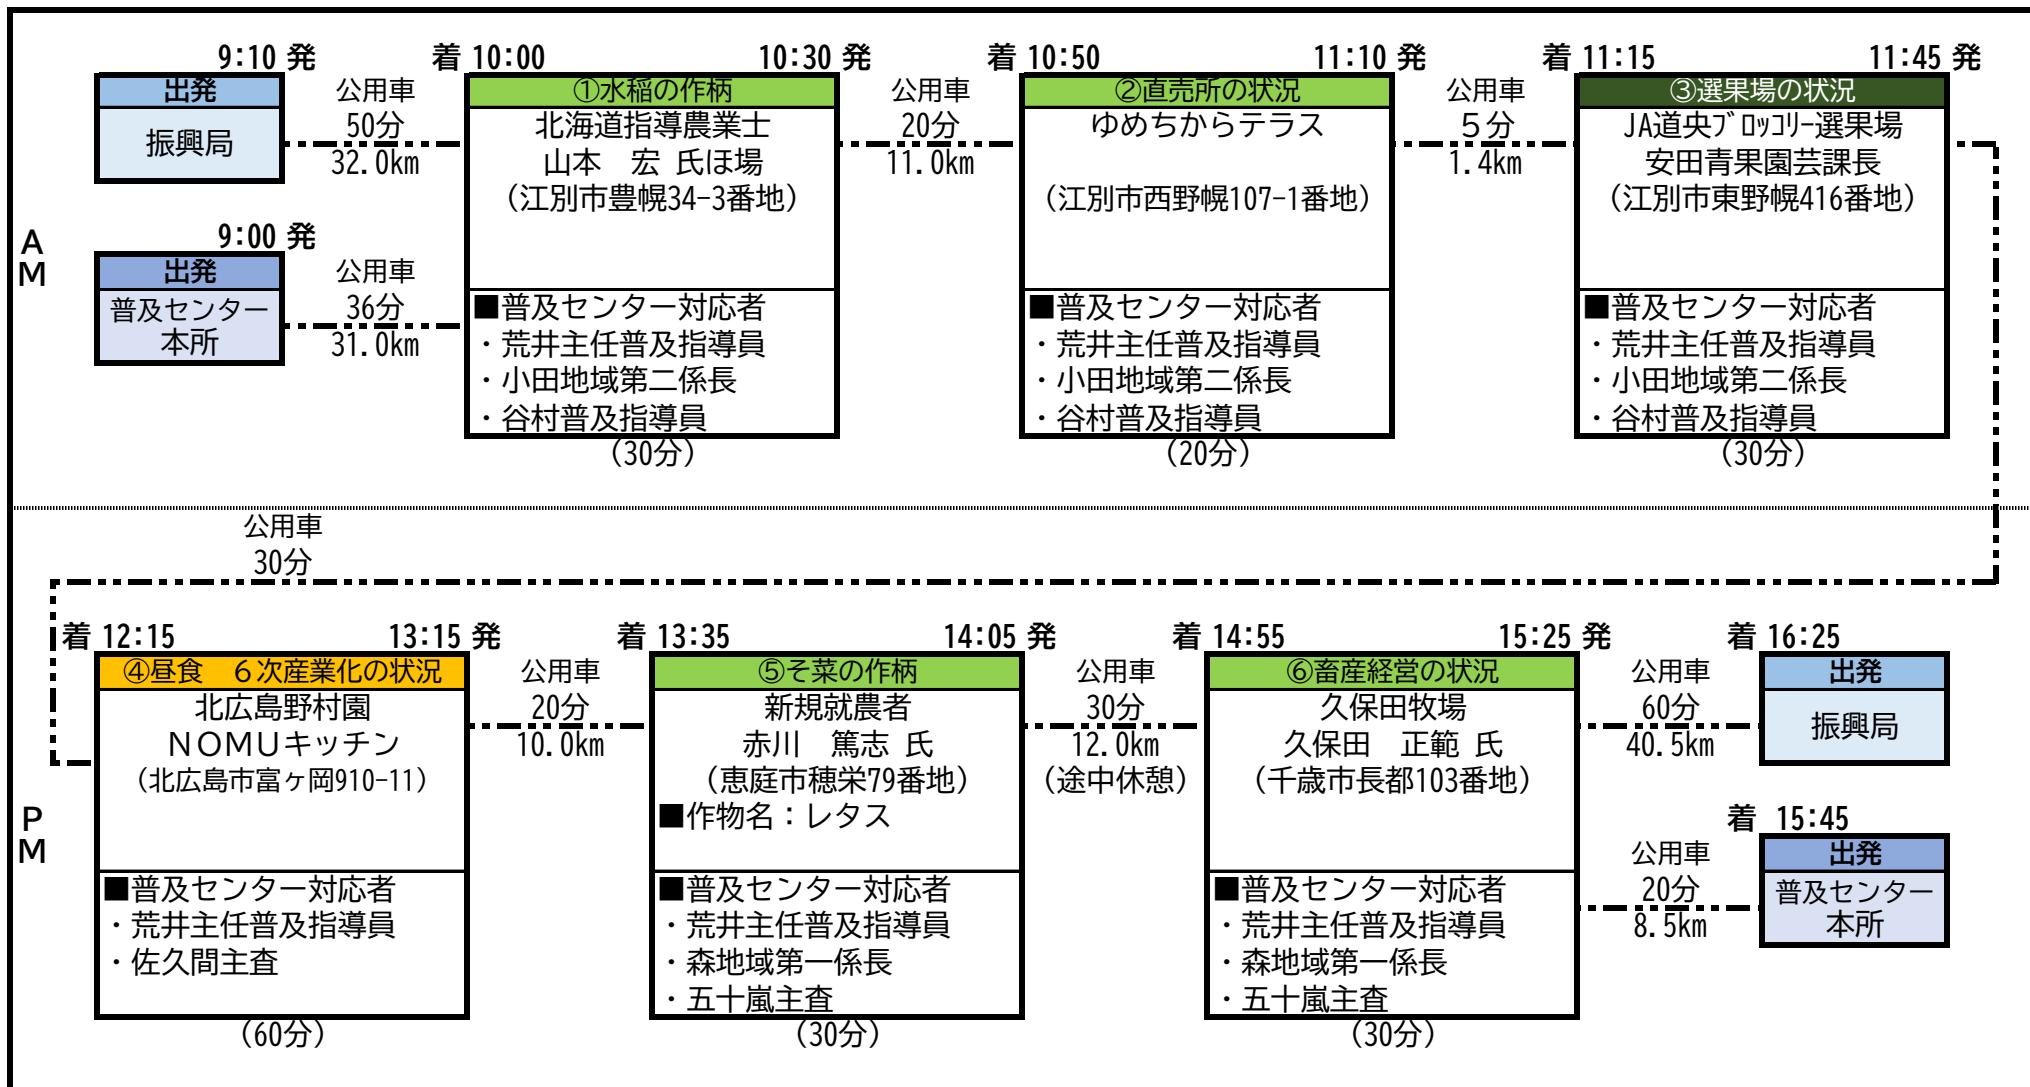 AM
9:10 発
出発
振興局
公用車
50分
32.0km
9:00 発
出発
普及センター
本所
公用車
36分
31.0km
着 10:00
10:30 発
①水稲の作柄
北海道指導農業士
山本　宏 氏ほ場
(江別市豊幌34-3番地)
■普及センター対応者
・荒井主任普及指導員
・小田地域第二係長
・谷村普及指導員
(30分)
公用車
20分
11.0km
着 10:50
11:10 発
②直売所の状況
ゆめちからテラス
(江別市西野幌107-1番地)
■普及センター対応者
・荒井主任普及指導員
・小田地域第二係長
・谷村普及指導員
(20分)
公用車
５分
1.4km
着 11:15
11:45 発
③選果場の状況
JA道央ﾌﾞﾛｯｺﾘｰ選果場
安田青果園芸課長
(江別市東野幌416番地)
■普及センター対応者
・荒井主任普及指導員
・小田地域第二係長
・谷村普及指導員
(30分)
公用車
30分
PM
着 12:15
13:15 発
④昼食　６次産業化の状況
北広島野村園
ＮＯＭＵキッチン
(北広島市富ヶ岡910-11)
■普及センター対応者
・荒井主任普及指導員
・佐久間主査
(60分)
公用車
20分
10.0km
着 13:35
14:05 発
⑤そ菜の作柄
新規就農者
赤川　篤志 氏
(恵庭市穂栄79番地)
■作物名：レタス
■普及センター対応者
・荒井主任普及指導員
・森地域第一係長
・五十嵐主査
(30分)
公用車
30分
12.0km
(途中休憩)
着 14:55
15:25 発
⑥畜産経営の状況
久保田牧場
久保田　正範 氏
(千歳市長都103番地)
■普及センター対応者
・荒井主任普及指導員
・森地域第一係長
・五十嵐主査
(30分)
公用車
60分
40.5km
着 16:25
出発
振興局
公用車
20分
8.5km
着 15:45
出発
普及センター
本所